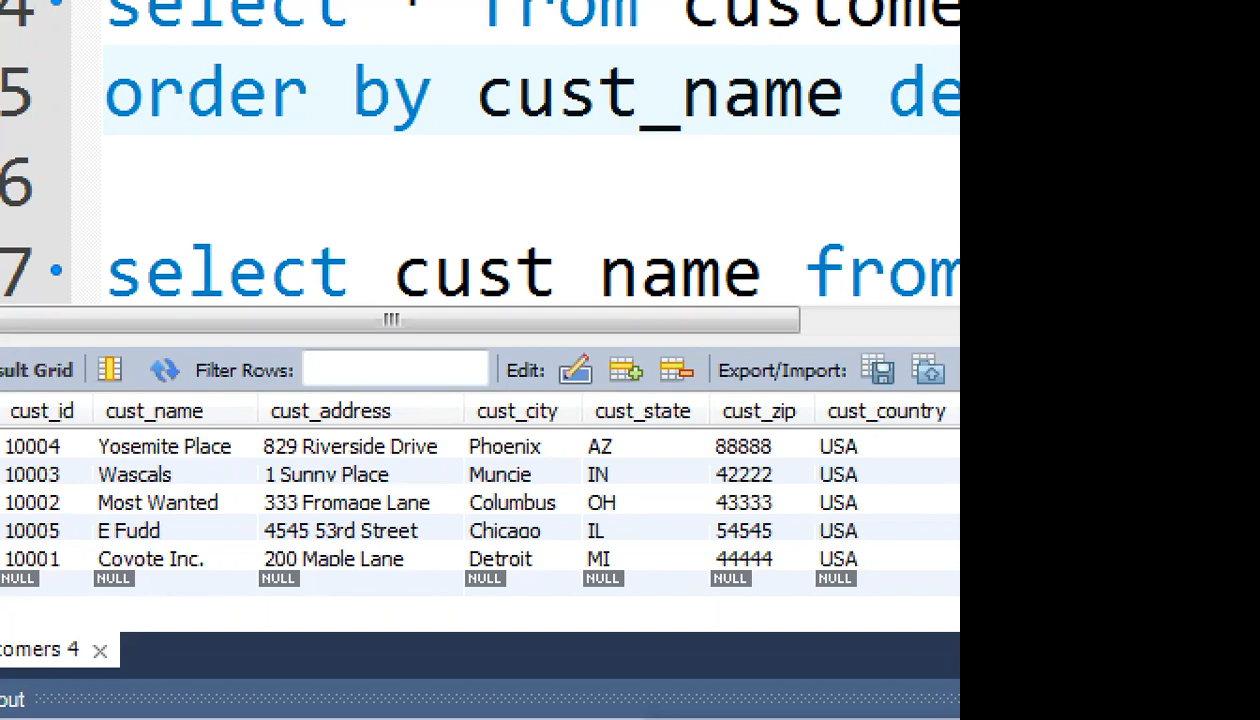 4 select * from custome
5 order by cust_name de
6
7 select cust_name from
sult Grid Filter Rows: Edit: Export/Import:
cust_id cust_name cust_address cust_city cust_state cust_zip cust_country
10004 Yosemite Place 829 Riverside Drive Phoenix AZ 88888 USA
10003 Wascals 1 Sunny Place Muncie IN 42222 USA
10002 Most Wanted 333 Fromage Lane Columbus OH 43333 USA
10005 E Fudd 4545 53rd Street Chicago IL 54545 USA
10001 Coyote Inc. 200 Maple Lane Detroit MI 44444 USA
NULL NULL NULL NULL NULL NULL NULL
tomers 4
out